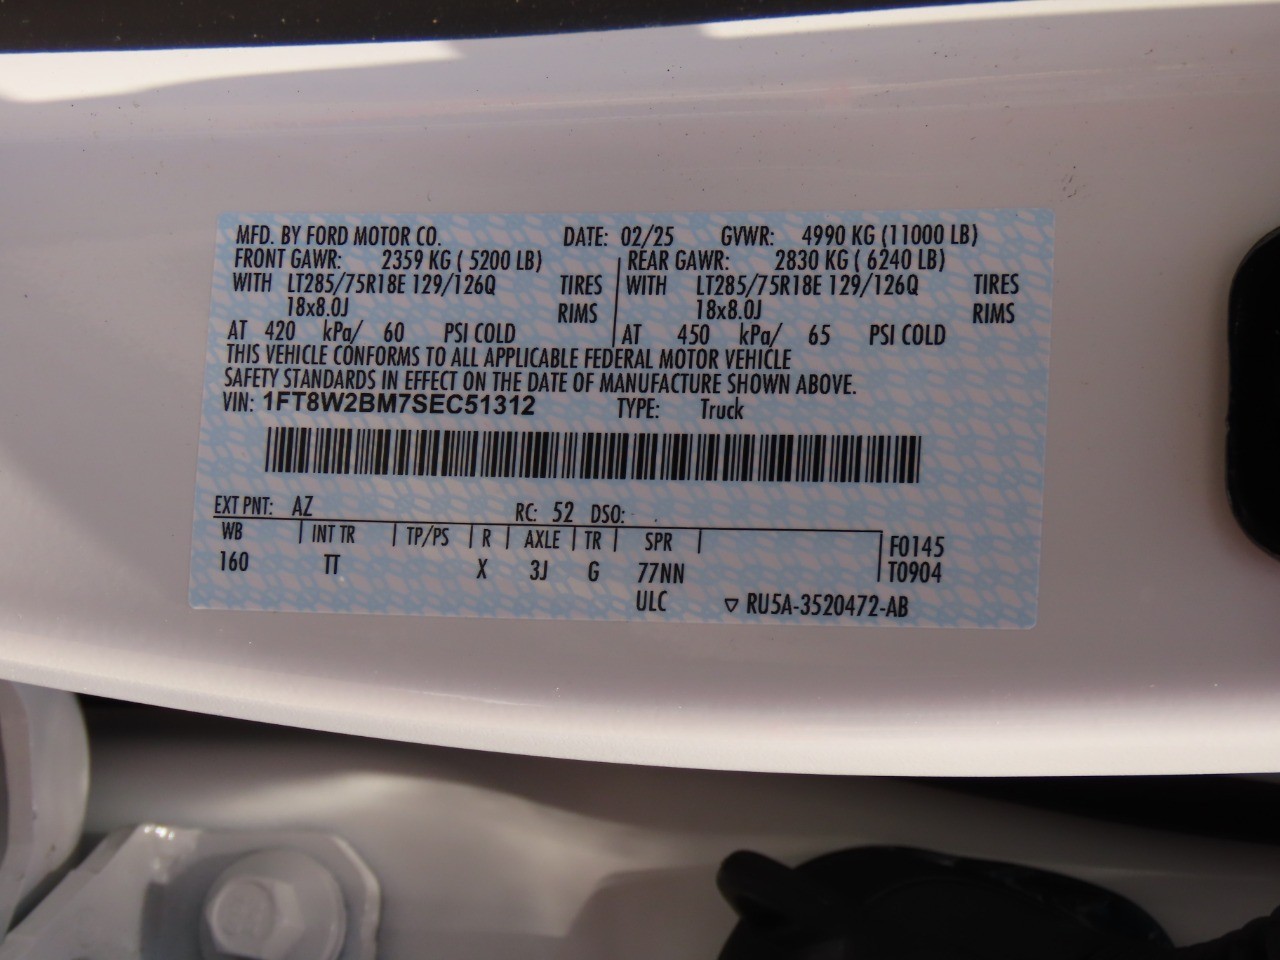 MFD. BY FORD MOTOR CO. DATE: 02/25 GVWR: 4990 KG (11000 LB)
FRONT GAWR: 2359 KG ( 5200 LB) REAR GAWR: 2830 KG ( 6240 LB)
WITH LT285/75R18E 129/126Q TIRES WITH LT285/75R18E 129/126Q TIRES
18x8.0J RIMS 18x8.0J RIMS
AT 420 kPa/ 60 PSI COLD AT 450 kPa/ 65 PSI COLD
THIS VEHICLE CONFORMS TO ALL APPLICABLE FEDERAL MOTOR VEHICLE
SAFETY STANDARDS IN EFFECT ON THE DATE OF MANUFACTURE SHOWN ABOVE.
VIN: 1FT8W2BM7SEC51312 TYPE: Truck
EXT PNT: AZ RC: 52 DSO:
WB INT TR TP/PS R AXLE TR SPR F0145
160 TT X 3J G 77NN T0904
ULC ▽ RU5A-3520472-AB